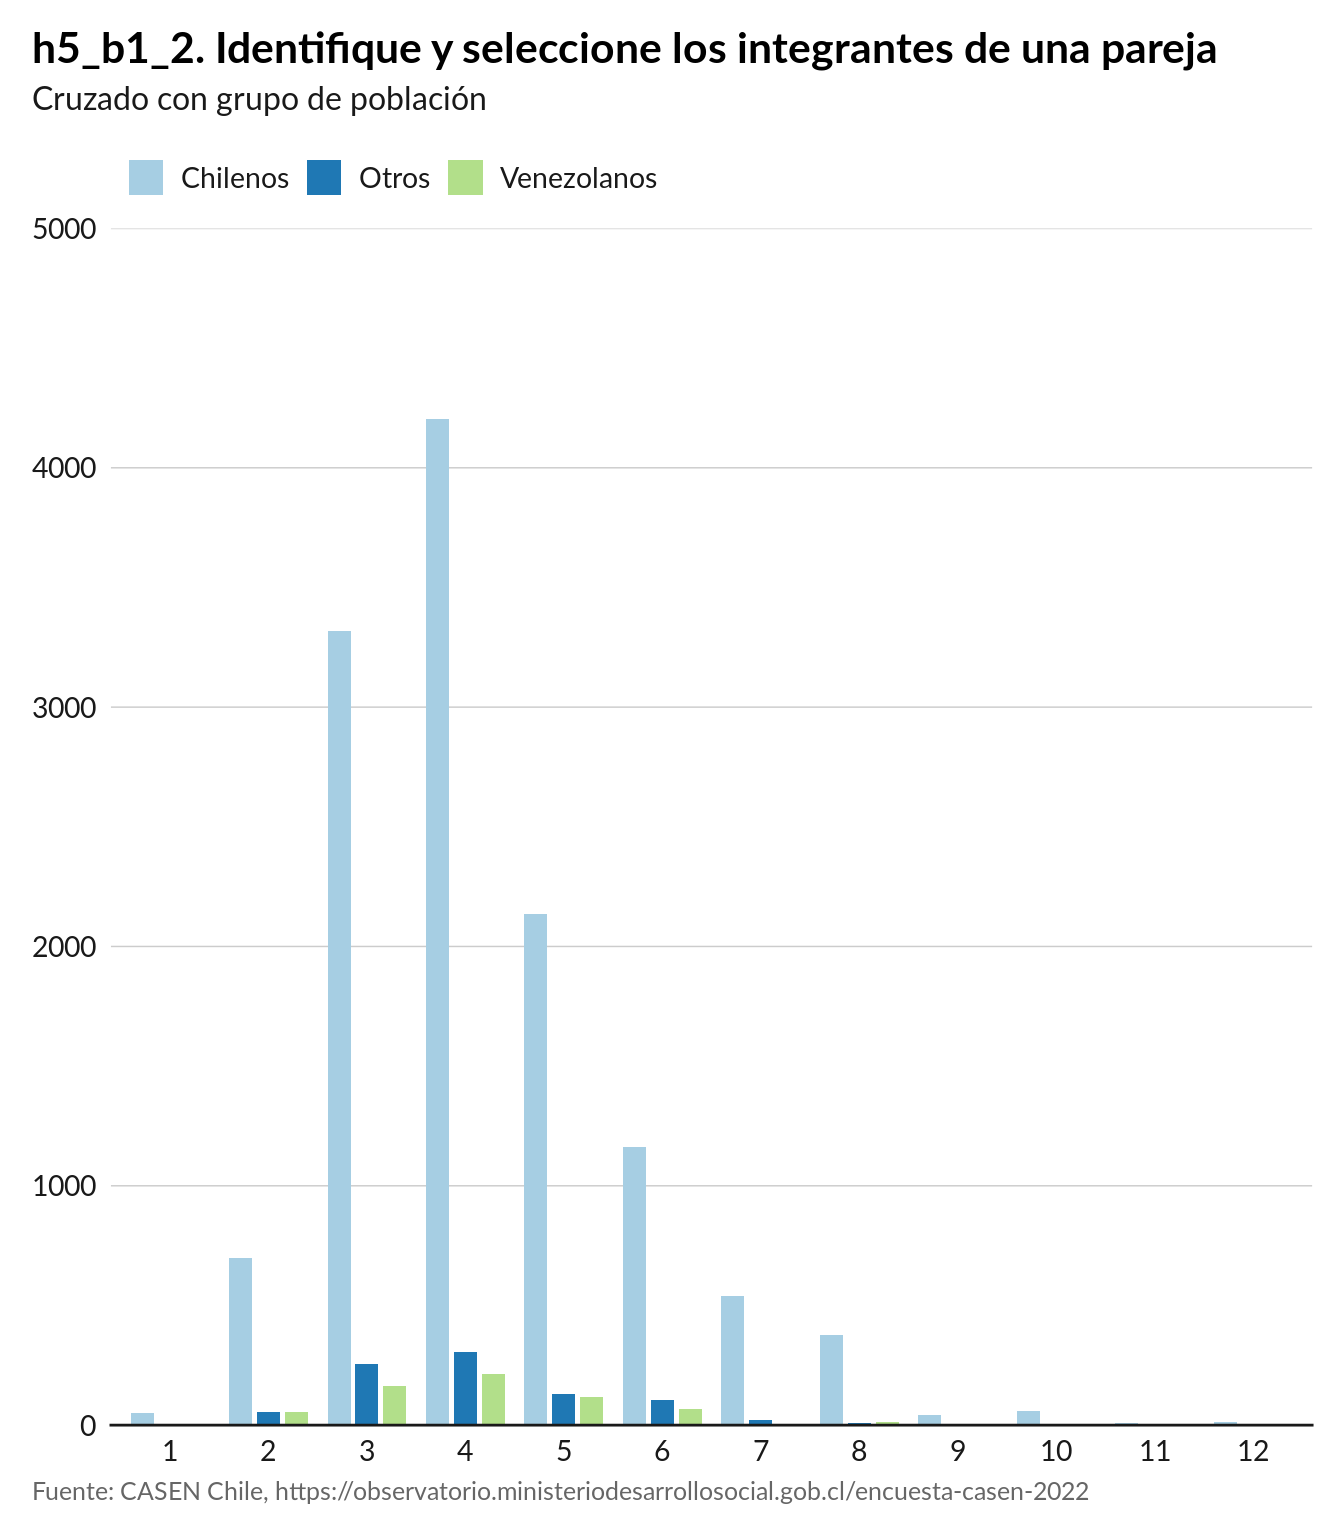 h5_b1_2. Identifique y seleccione los integrantes de una pareja
Cruzado con grupo de población
Chilenos Otros Venezolanos
5000
4000
3000
2000
1000
0
1 2 3 4 5 6 7 8 9 10 11 12
Fuente: CASEN Chile, https://observatorio.ministeriodesarrollosocial.gob.cl/encuesta-casen-2022